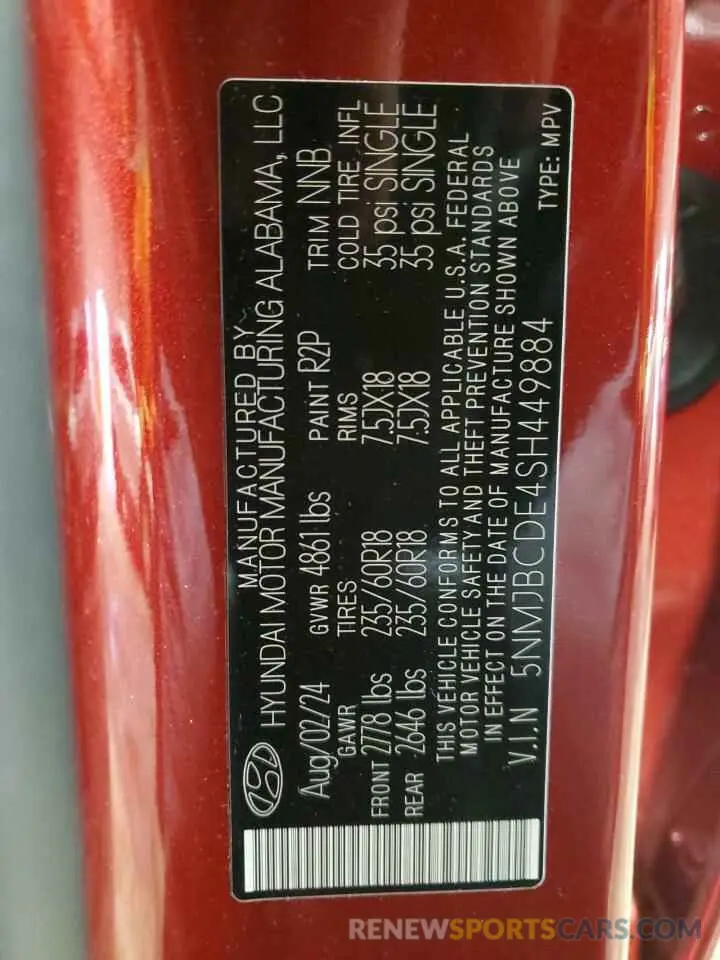 MANUFACTURED BY
HYUNDAI MOTOR MANUFACTURING ALABAMA, LLC
Aug/02/24 GVWR 4861 lbs PAINT R2P TRIM NNB
GAWR TIRES RIMS COLD TIRE. INFL
FRONT 2778 lbs 235/60R18 7.5JX18 35 psi SINGLE
REAR 2646 lbs 235/60R18 7.5JX18 35 psi SINGLE
THIS VEHICLE CONFORMS TO ALL APPLICABLE U.S.A. FEDERAL
MOTOR VEHICLE SAFETY AND THEFT PREVENTION STANDARDS
IN EFFECT ON THE DATE OF MANUFACTURE SHOWN ABOVE
V.I.N 5NMJBCDE4SH449884 TYPE: MPV
RENEWSPORTSCARS.COM